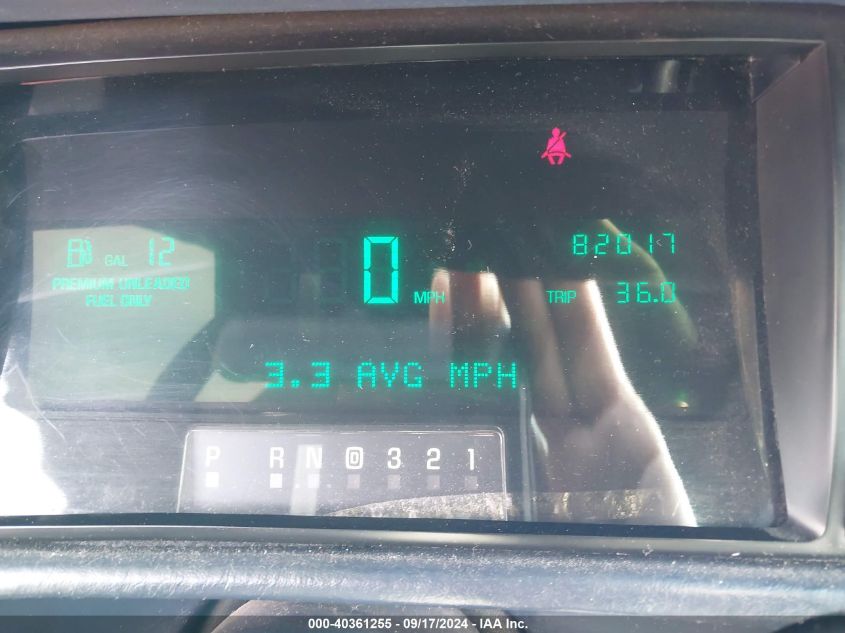 GAL 12
PREMIUM UNLEADED
FUEL ONLY
0 MPH
82017
TRIP 36.0
3.3 AVG MPH
P R N D 3 2 1
000-40361255 - 09/17/2024 - IAA Inc.